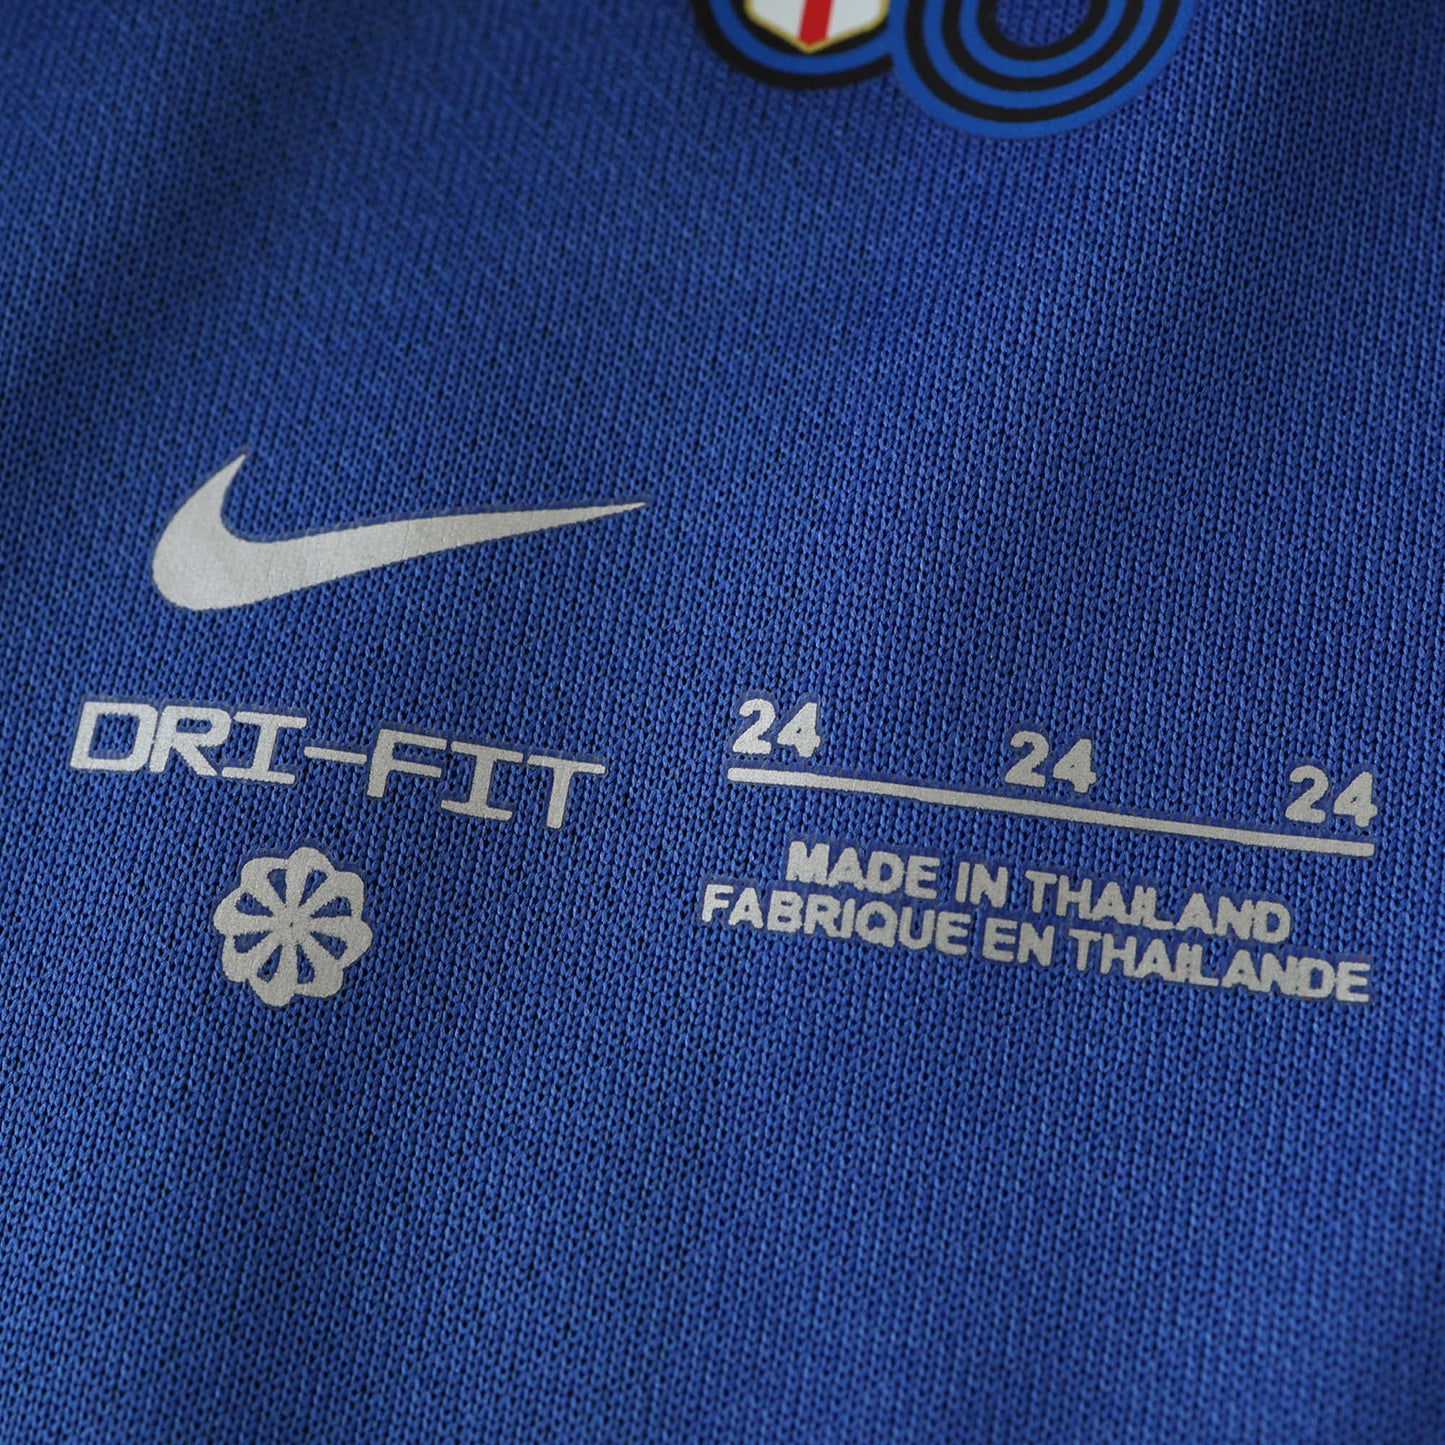 DRI-FIT
24 24 24
MADE IN THAILAND
FABRIQUE EN THAILANDE